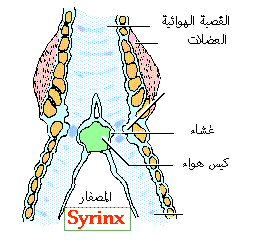 القصبة الهوائية
العضلات
غشاء
كيس هواء
المصفار
Syrinx